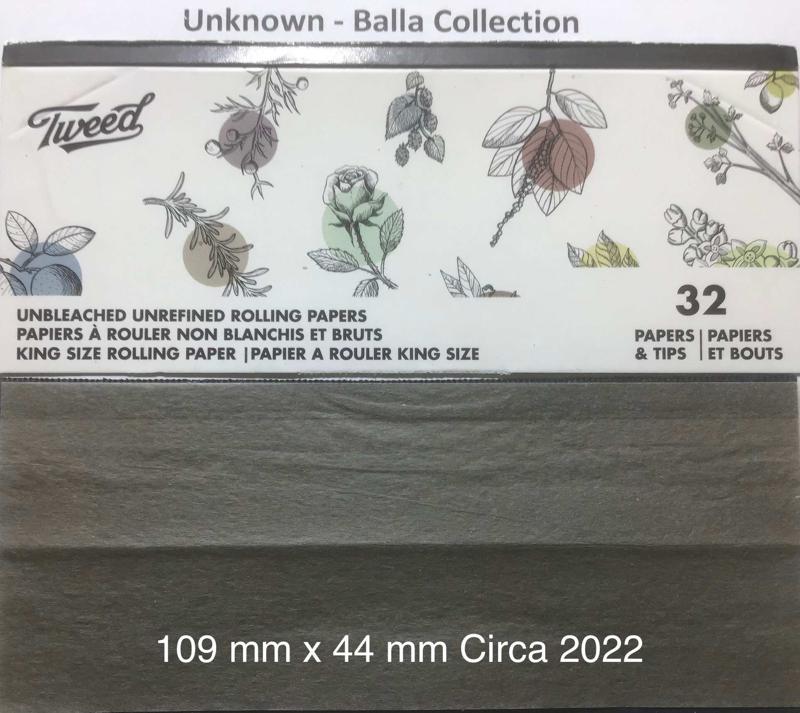 Unknown - Balla Collection
Tweed
UNBLEACHED UNREFINED ROLLING PAPERS
PAPIERS À ROULER NON BLANCHIS ET BRUTS
KING SIZE ROLLING PAPER | PAPIER A ROULER KING SIZE
32
PAPERS | PAPIERS
& TIPS | ET BOUTS
109 mm x 44 mm Circa 2022